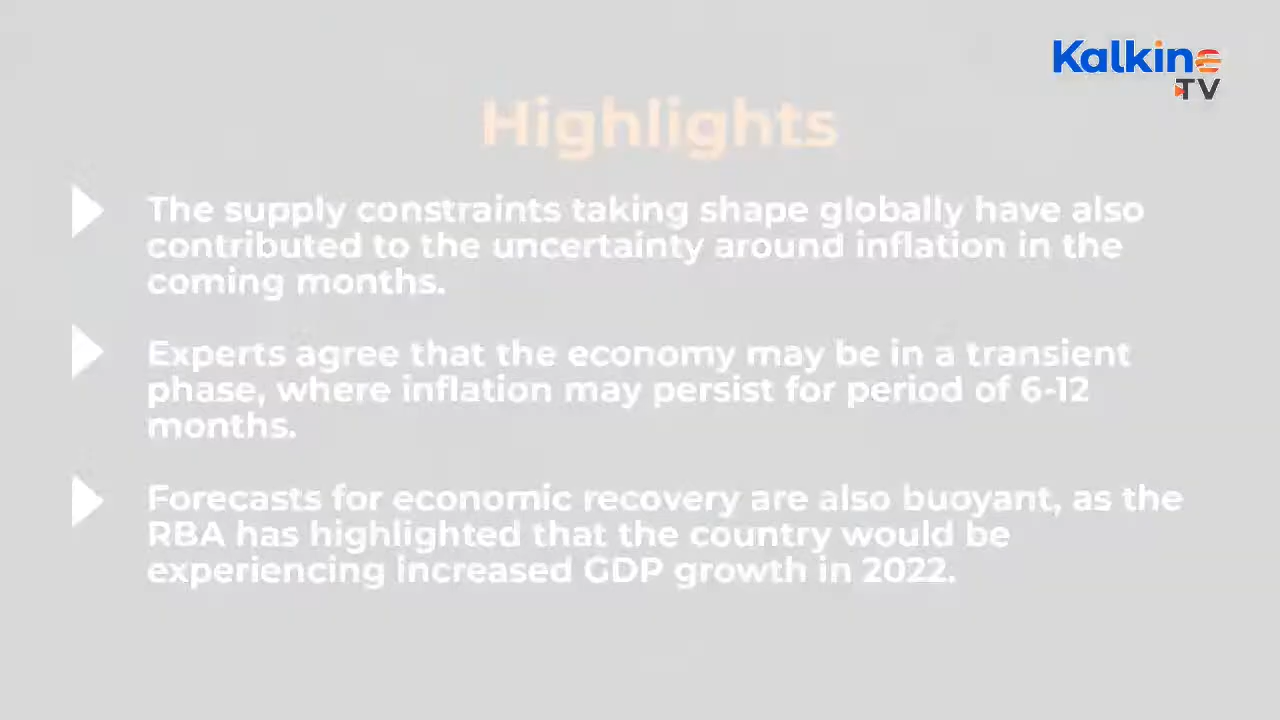 Kalkine
TV
Highlights
The supply constraints taking shape globally have also
contributed to the uncertainty around inflation in the
coming months.
Experts agree that the economy may be in a transient
phase, where inflation may persist for period of 6-12
months.
Forecasts for economic recovery are also buoyant, as the
RBA has highlighted that the country would be
experiencing increased GDP growth in 2022.